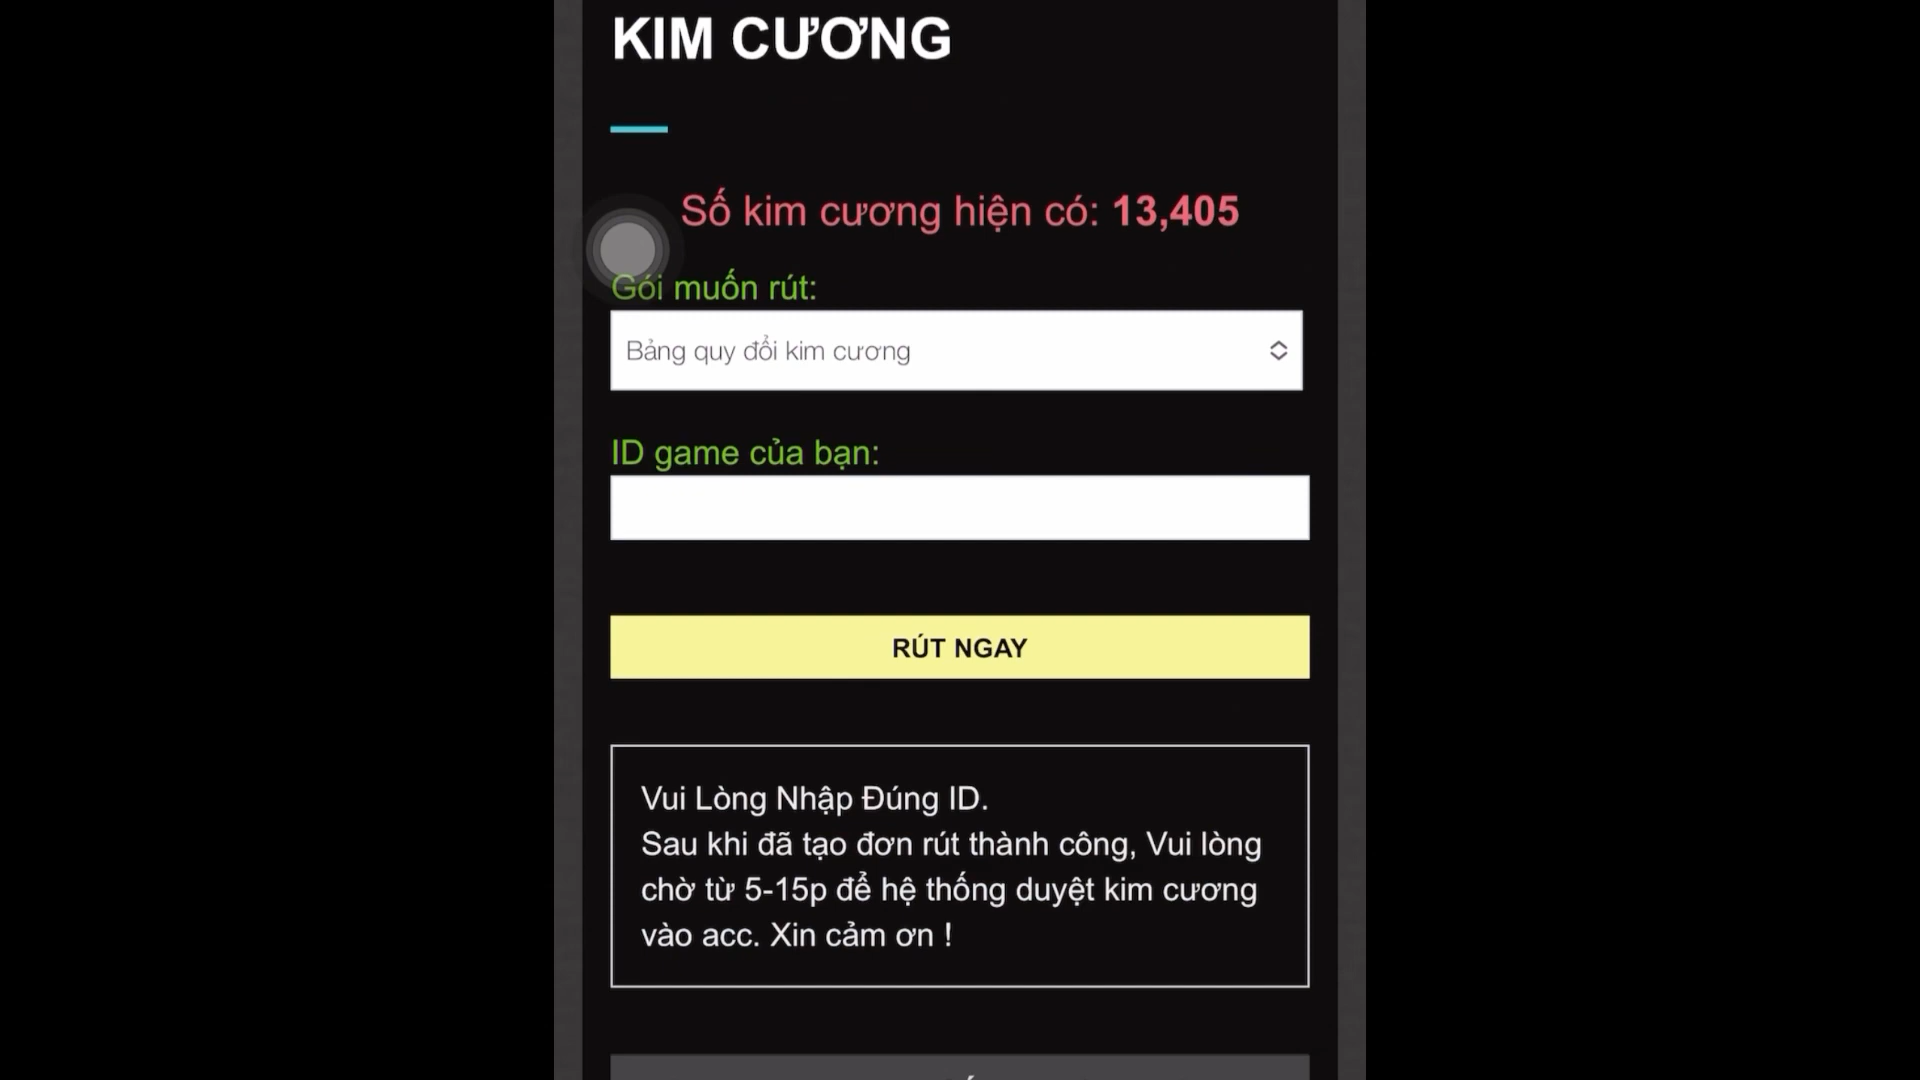 KIM CƯƠNG
Số kim cương hiện có: 13,405
Gói muốn rút:
Bảng quy đổi kim cương
ID game của bạn:
RÚT NGAY
Vui Lòng Nhập Đúng ID.
Sau khi đã tạo đơn rút thành công, Vui lòng
chờ từ 5-15p để hệ thống duyệt kim cương
vào acc. Xin cảm ơn !